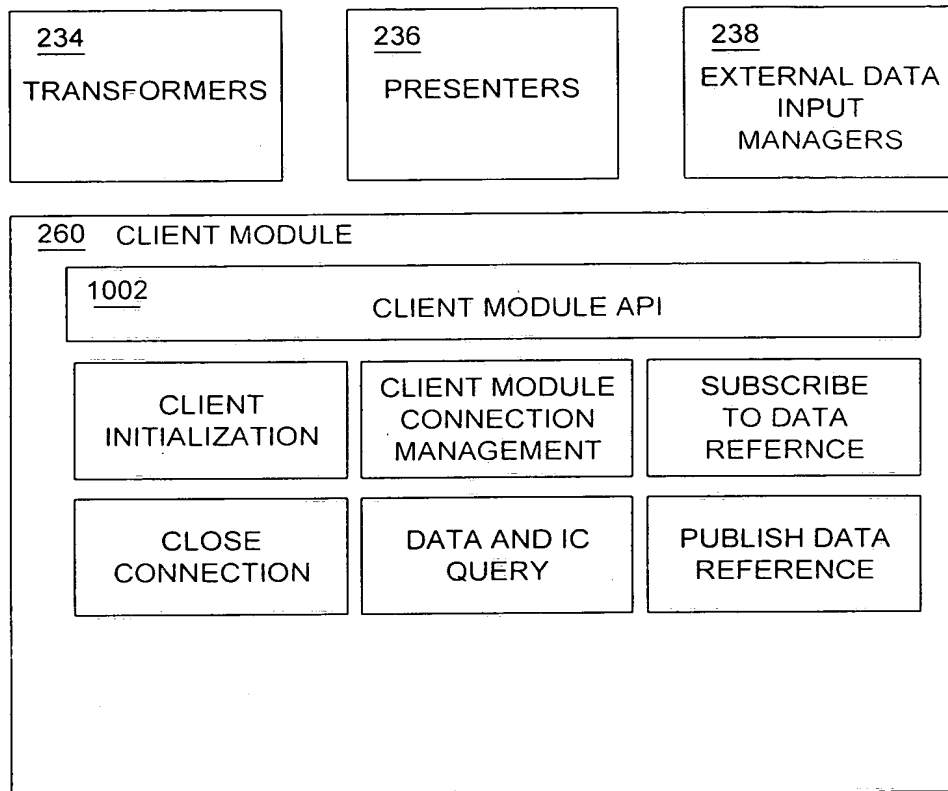 234
TRANSFORMERS
236
PRESENTERS
238
EXTERNAL DATA
INPUT
MANAGERS
260 CLIENT MODULE
1002
CLIENT MODULE API
CLIENT
INITIALIZATION
CLIENT MODULE
CONNECTION
MANAGEMENT
SUBSCRIBE
TO DATA
REFERNCE
CLOSE
CONNECTION
DATA AND IC
QUERY
PUBLISH DATA
REFERENCE